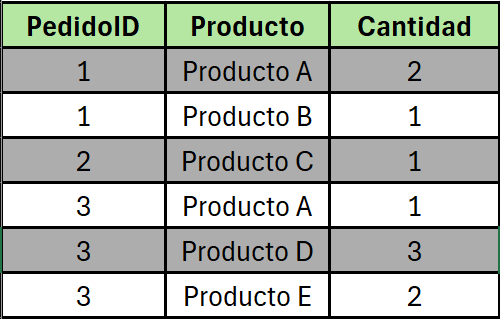 PedidoID Producto Cantidad
1 Producto A 2
1 Producto B 1
2 Producto C 1
3 Producto A 1
3 Producto D 3
3 Producto E 2